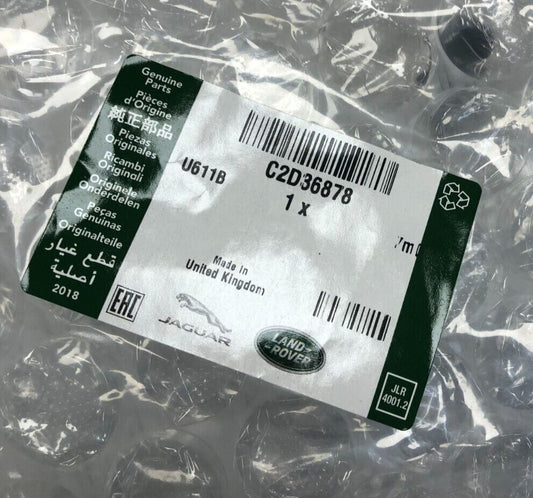 Genuine
Parts
Pièces
d'Origine
純正部品
Piezas
Originales
Ricambi
Originali
Originele
Onderdelen
Peças
Genuinas
Originalteile
قطع غيار
أصلية
2018
U611B
C2D36878
1 x
Made in
United Kingdom
EAC
JAGUAR
LAND-
-ROVER
JLR
4001.2